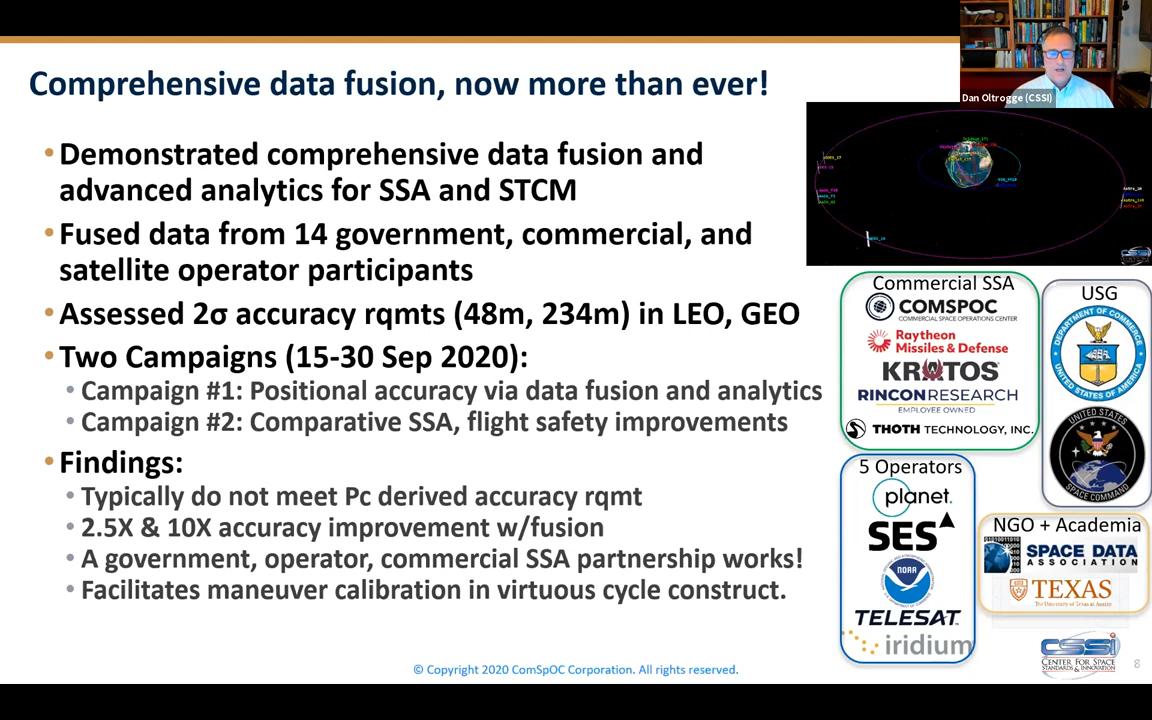 Dan Oltrogge (CSSI)
Comprehensive data fusion, now more than ever!
•Demonstrated comprehensive data fusion and
advanced analytics for SSA and STCM
•Fused data from 14 government, commercial, and
satellite operator participants
•Assessed 2σ accuracy rqmts (48m, 234m) in LEO, GEO
•Two Campaigns (15-30 Sep 2020):
•Campaign #1: Positional accuracy via data fusion and analytics
•Campaign #2: Comparative SSA, flight safety improvements
•Findings:
•Typically do not meet Pc derived accuracy rqmt
•2.5X & 10X accuracy improvement w/fusion
•A government, operator, commercial SSA partnership works!
•Facilitates maneuver calibration in virtuous cycle construct.
CSSI
Commercial SSA
COMSPOC
COMMERCIAL SPACE OPERATIONS CENTER
Raytheon
Missiles & Defense
KRATOS
RINCON RESEARCH
EMPLOYEE OWNED
THOTH TECHNOLOGY, INC.
USG
DEPARTMENT OF COMMERCE
UNITED STATES OF AMERICA
UNITED STATES
SPACE COMMAND
5 Operators
planet.
SES
NOAA
TELESAT
iridium
NGO + Academia
SPACE DATA
ASSOCIATION
TEXAS
The University of Texas at Austin
CSSI
CENTER FOR SPACE
STANDARDS & INNOVATION
8
© Copyright 2020 ComSpOC Corporation. All rights reserved.